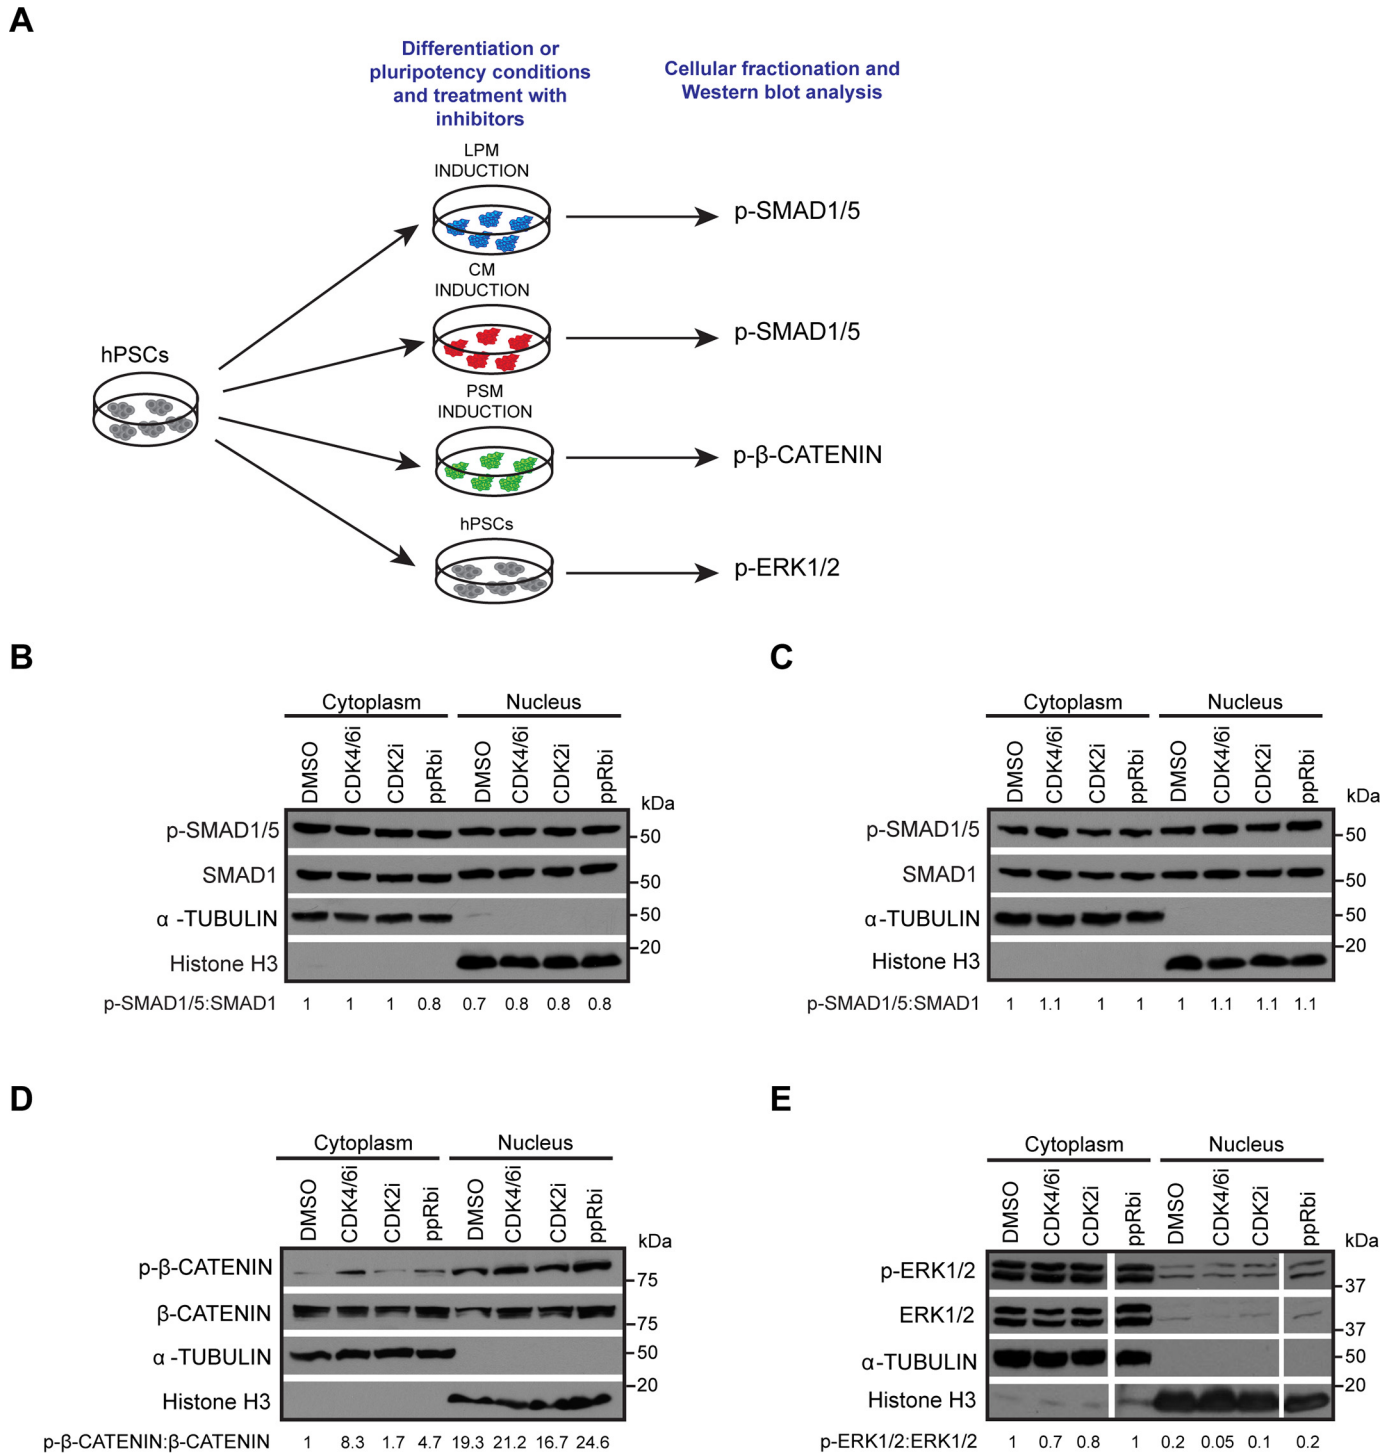 A
Differentiation or
pluripotency conditions
and treatment with
inhibitors
Cellular fractionation and
Western blot analysis
LPM
INDUCTION
p-SMAD1/5
CM
INDUCTION
p-SMAD1/5
hPSCs
PSM
INDUCTION
p-β-CATENIN
hPSCs
p-ERK1/2
B
Cytoplasm Nucleus
DMSO CDK4/6i CDK2i ppRbi DMSO CDK4/6i CDK2i ppRbi
kDa
p-SMAD1/5 50
SMAD1 50
α -TUBULIN 50
20
Histone H3
p-SMAD1/5:SMAD1 1 1 1 0.8 0.7 0.8 0.8 0.8
C
Cytoplasm Nucleus
DMSO CDK4/6i CDK2i ppRbi DMSO CDK4/6i CDK2i ppRbi
kDa
p-SMAD1/5 50
SMAD1 50
α-TUBULIN 50
20
Histone H3
p-SMAD1/5:SMAD1 1 1.1 1 1 1 1.1 1.1 1.1
D
Cytoplasm Nucleus
DMSO CDK4/6i CDK2i ppRbi DMSO CDK4/6i CDK2i ppRbi
kDa
p-β-CATENIN 75
β-CATENIN 75
α -TUBULIN 50
20
Histone H3
p-β-CATENIN:β-CATENIN 1 8.3 1.7 4.7 19.3 21.2 16.7 24.6
E
Cytoplasm Nucleus
DMSO CDK4/6i CDK2i ppRbi DMSO CDK4/6i CDK2i ppRbi
kDa
p-ERK1/2 37
ERK1/2 37
α-TUBULIN 50
20
Histone H3
p-ERK1/2:ERK1/2 1 0.7 0.8 1 0.2 0.05 0.1 0.2